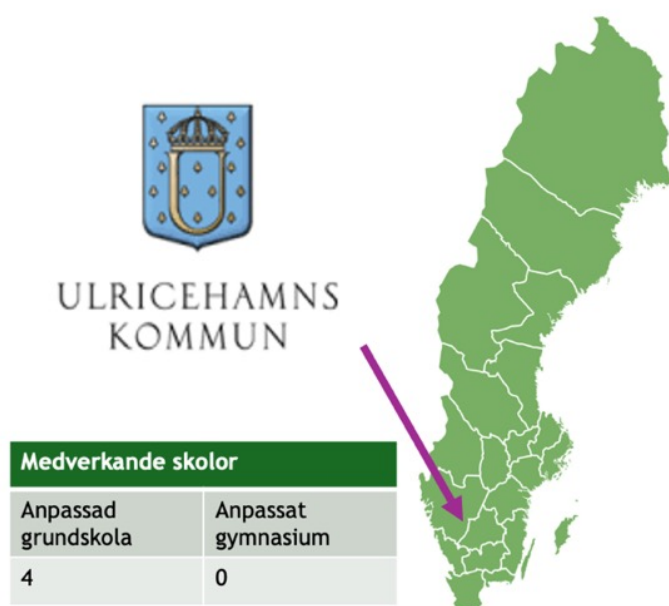 ULRICEHAMNS
KOMMUN
Medverkande skolor
Anpassad
grundskola
Anpassat
gymnasium
4
0